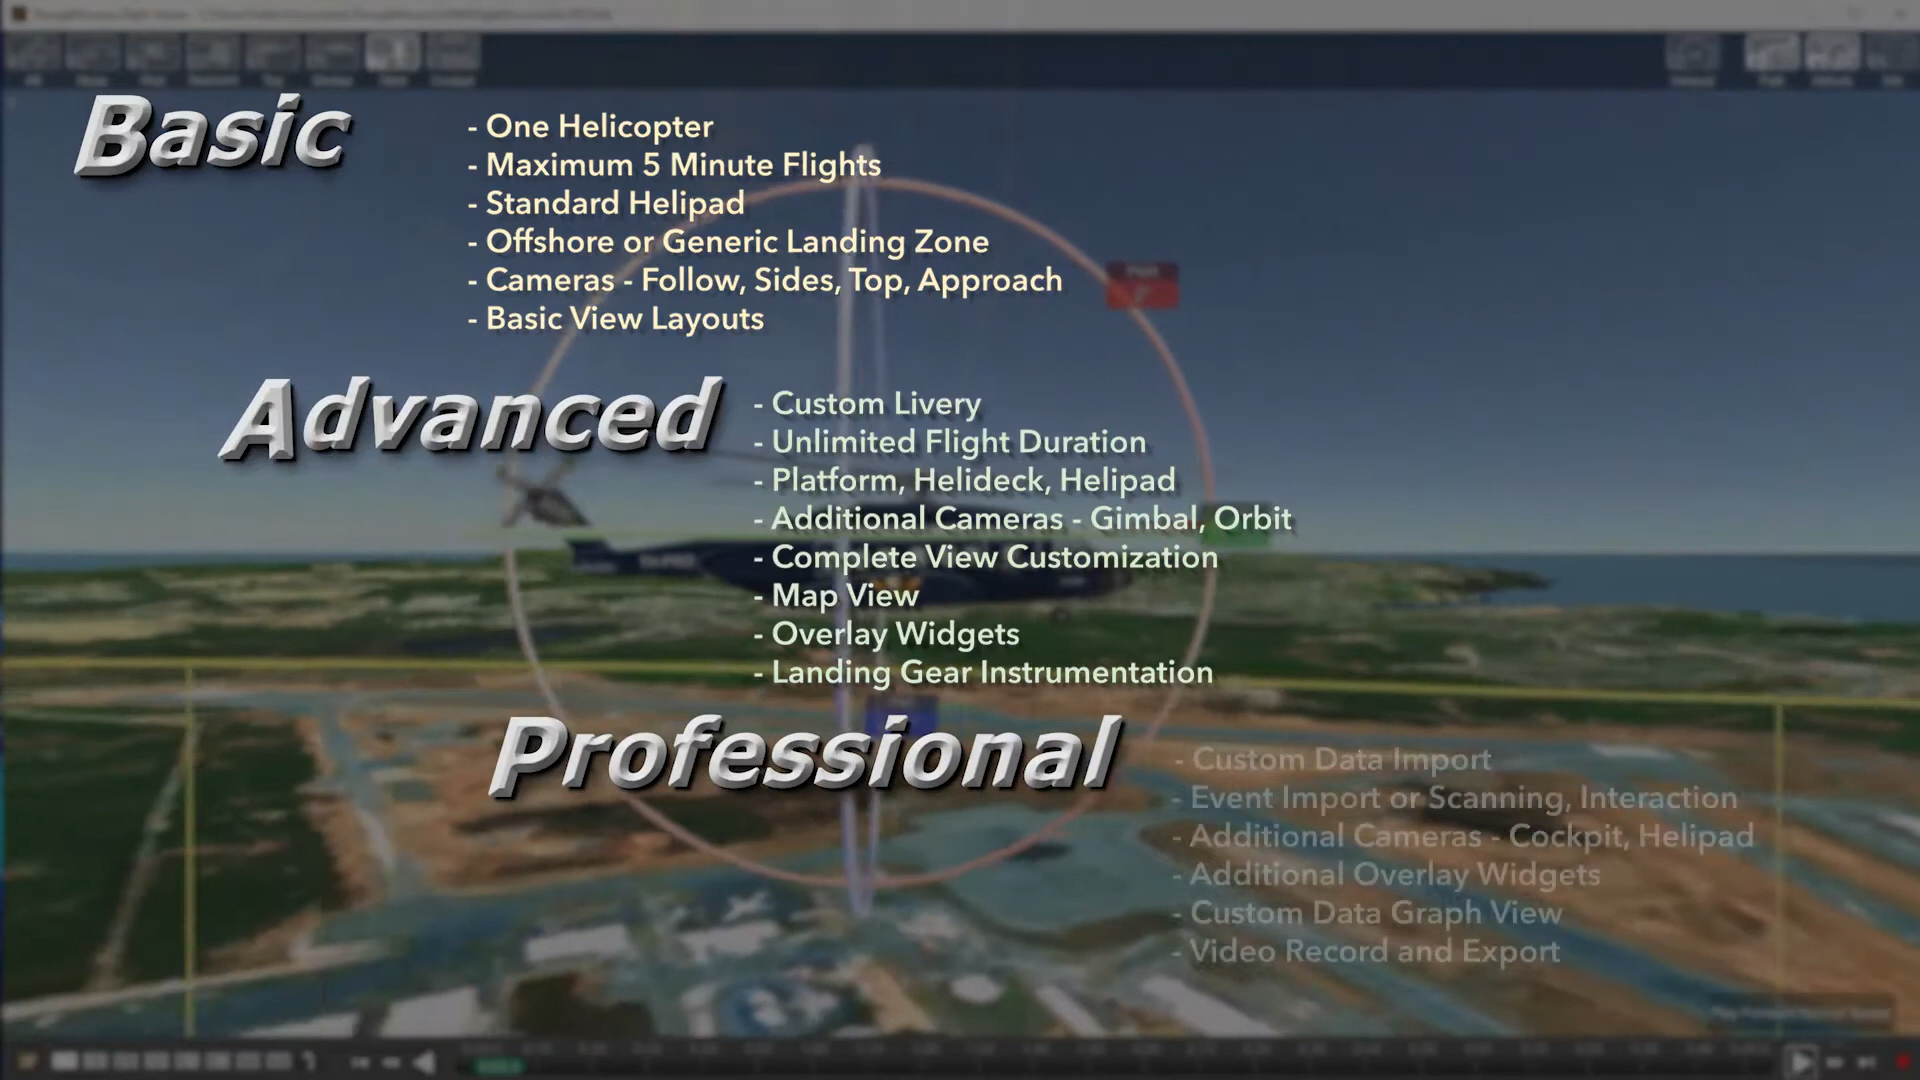 Basic
- One Helicopter
- Maximum 5 Minute Flights
- Standard Helipad
- Offshore or Generic Landing Zone
- Cameras - Follow, Sides, Top, Approach
- Basic View Layouts
Advanced
- Custom Livery
- Unlimited Flight Duration
- Platform, Helideck, Helipad
- Additional Cameras - Gimbal, Orbit
- Complete View Customization
- Map View
- Overlay Widgets
- Landing Gear Instrumentation
Professional
- Custom Data Import
- Event Import or Scanning, Interaction
- Additional Cameras - Cockpit, Helipad
- Additional Overlay Widgets
- Custom Data Graph View
- Video Record and Export